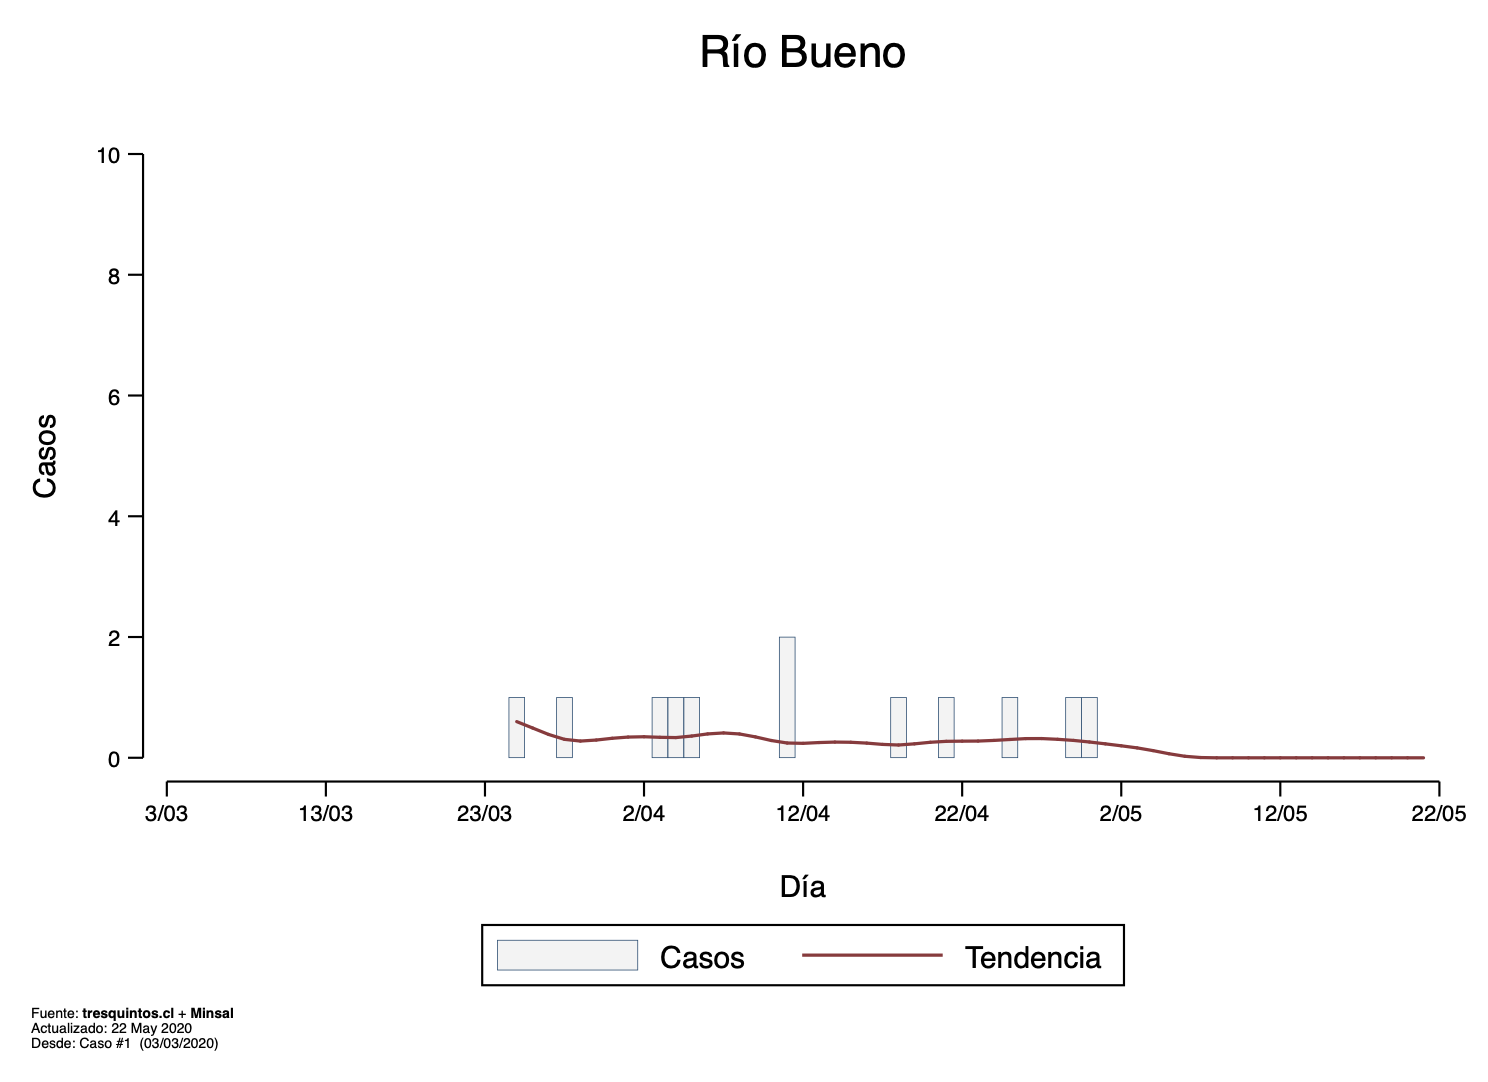 Río Bueno
10
8
6
4
2
0
Casos
3/03 13/03 23/03 2/04 12/04 22/04 2/05 12/05 22/05
Día
Casos Tendencia
Fuente: tresquintos.cl + Minsal
Actualizado: 22 May 2020
Desde: Caso #1 (03/03/2020)